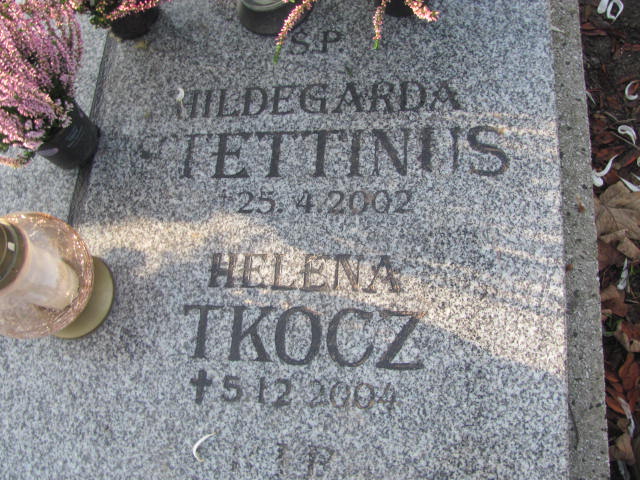 S.P.
HILDEGARDA
STETTINIUS
25. 4. 2002
HELENA
TKOCZ
✝ 5 12 2004